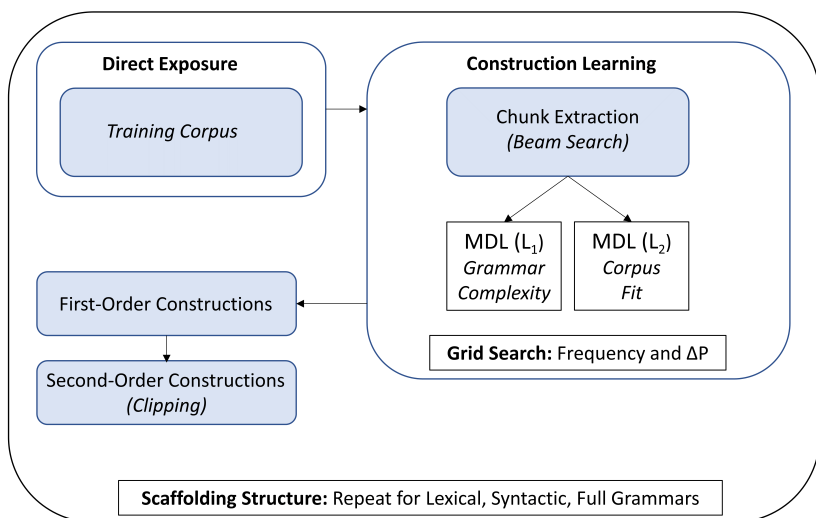 Direct Exposure
Training Corpus
Construction Learning
Chunk Extraction
(Beam Search)
MDL (L₁)
Grammar
Complexity
MDL (L₂)
Corpus
Fit
Grid Search: Frequency and ΔP
First-Order Constructions
Second-Order Constructions
(Clipping)
Scaffolding Structure: Repeat for Lexical, Syntactic, Full Grammars